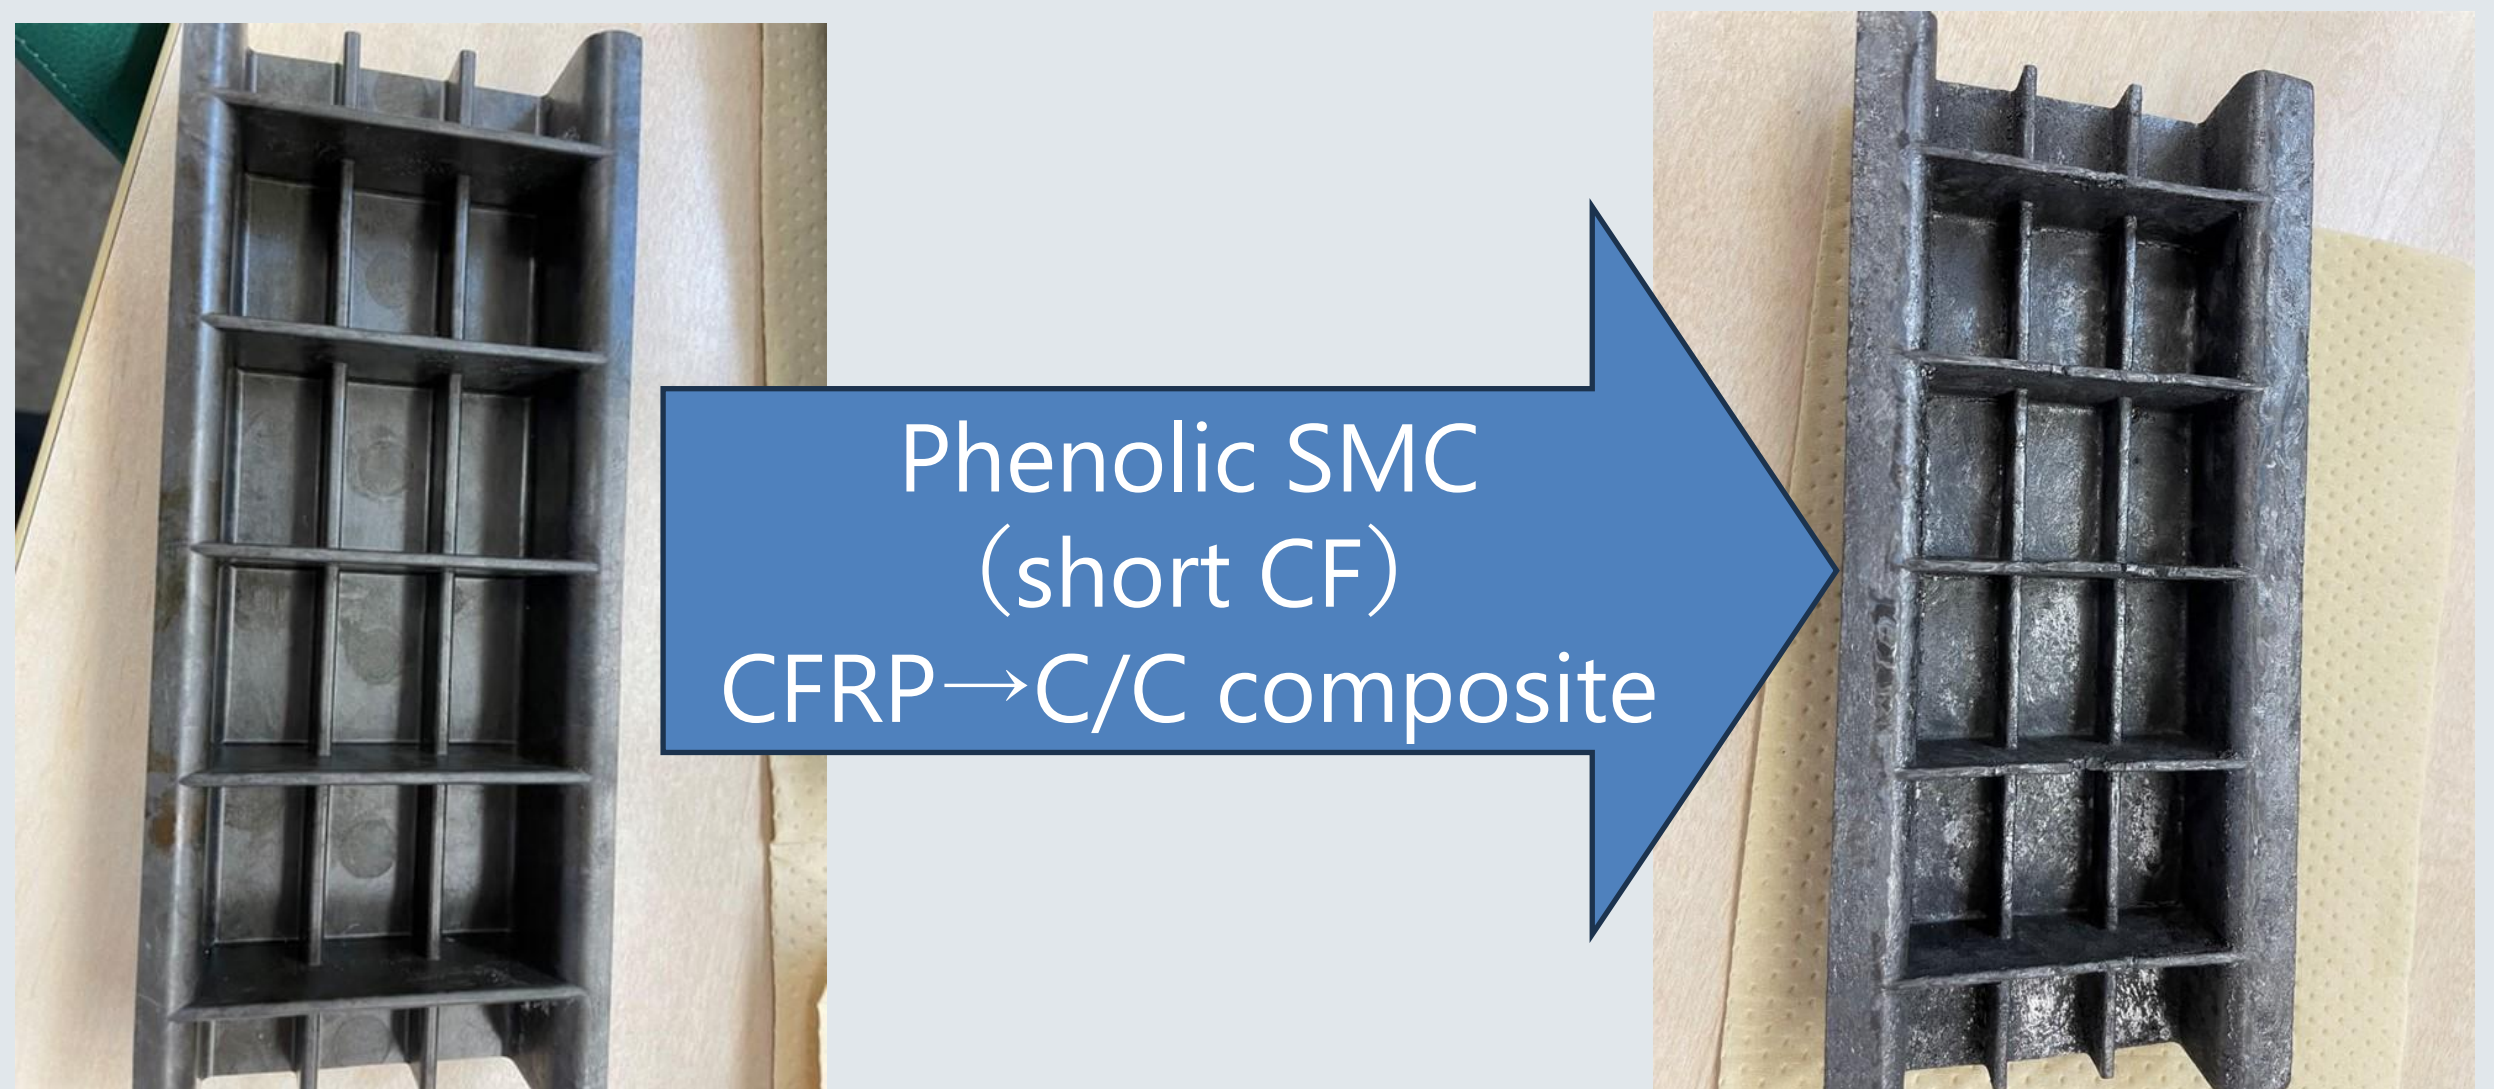 Phenolic SMC
（short CF）
CFRP→C/C composite